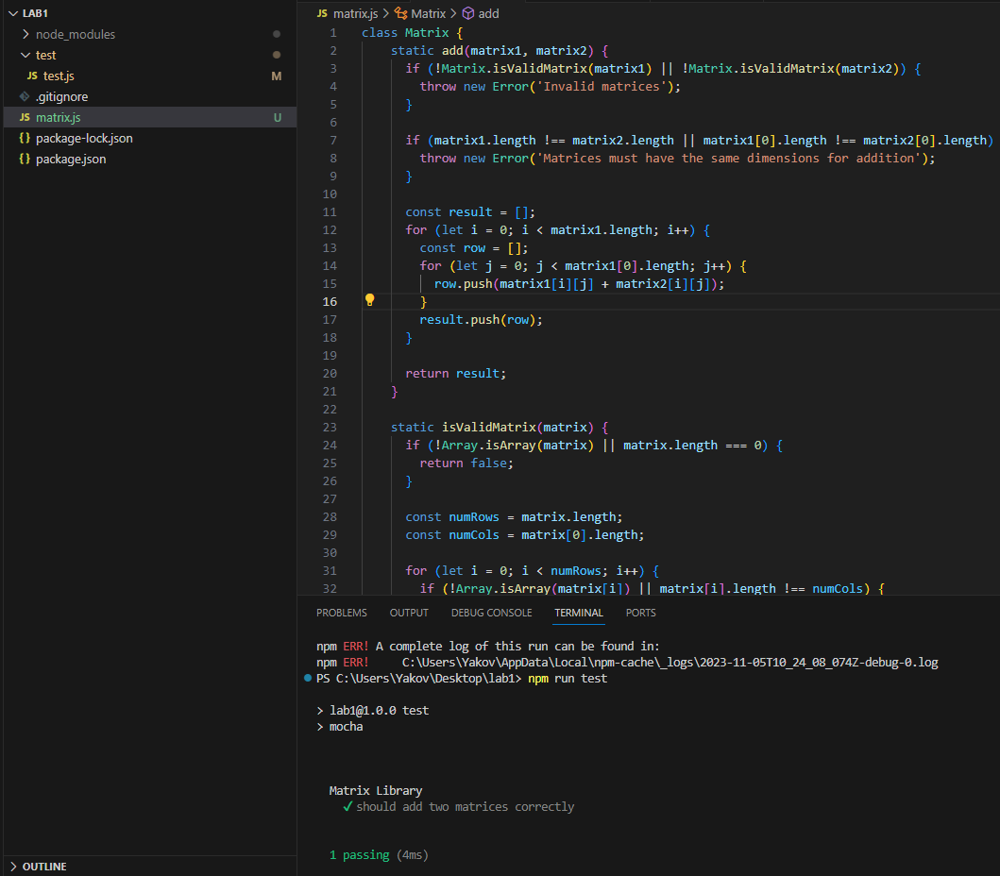 LAB1
node_modules
test
JS test.js M
.gitignore
JS matrix.js U
{} package-lock.json
{} package.json
OUTLINE
JS matrix.js > Matrix > add
1 class Matrix {
2 static add(matrix1, matrix2) {
3 if (!Matrix.isValidMatrix(matrix1) || !Matrix.isValidMatrix(matrix2)) {
4 throw new Error('Invalid matrices');
5 }
6
7 if (matrix1.length !== matrix2.length || matrix1[0].length !== matrix2[0].length)
8 throw new Error('Matrices must have the same dimensions for addition');
9 }
10
11 const result = [];
12 for (let i = 0; i < matrix1.length; i++) {
13 const row = [];
14 for (let j = 0; j < matrix1[0].length; j++) {
15 row.push(matrix1[i][j] + matrix2[i][j]);
16 }
17 result.push(row);
18 }
19
20 return result;
21 }
22
23 static isValidMatrix(matrix) {
24 if (!Array.isArray(matrix) || matrix.length === 0) {
25 return false;
26 }
27
28 const numRows = matrix.length;
29 const numCols = matrix[0].length;
30
31 for (let i = 0; i < numRows; i++) {
32 if (!Array.isArray(matrix[i]) || matrix[i].length !== numCols) {
PROBLEMS OUTPUT DEBUG CONSOLE TERMINAL PORTS
npm ERR! A complete log of this run can be found in:
npm ERR! C:\Users\Yakov\AppData\Local\npm-cache\_logs\2023-11-05T10_24_08_074Z-debug-0.log
PS C:\Users\Yakov\Desktop\lab1> npm run test
> lab1@1.0.0 test
> mocha
Matrix Library
✓ should add two matrices correctly
1 passing (4ms)